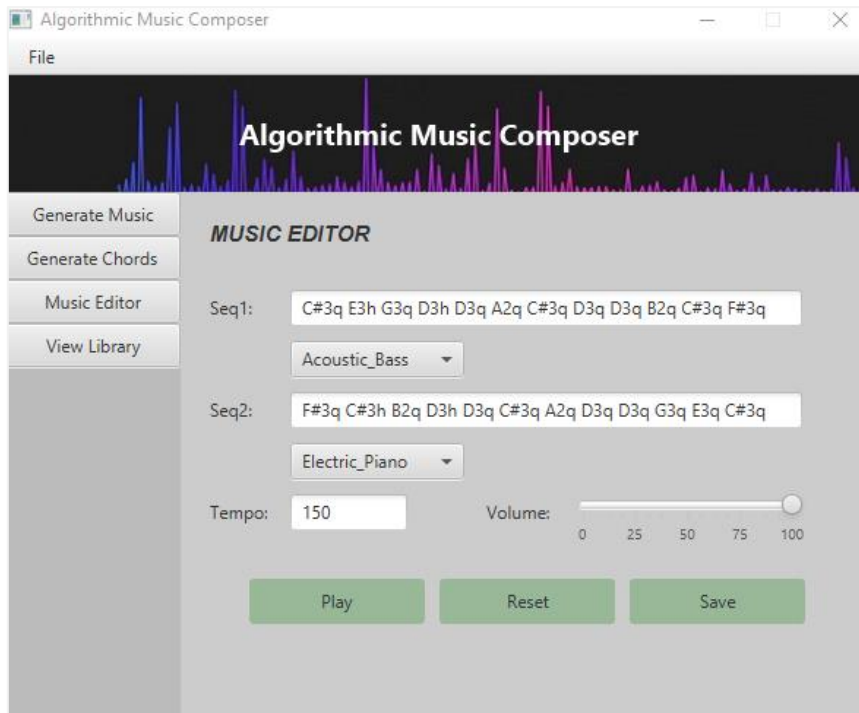 Algorithmic Music Composer
File
Algorithmic Music Composer
Generate Music
Generate Chords
Music Editor
View Library
MUSIC EDITOR
Seq1: C#3q E3h G3q D3h D3q A2q C#3q D3q D3q B2q C#3q F#3q
Acoustic_Bass
Seq2: F#3q C#3h B2q D3h D3q C#3q A2q D3q D3q G3q E3q C#3q
Electric_Piano
Tempo: 150 Volume:
0 25 50 75 100
Play Reset Save